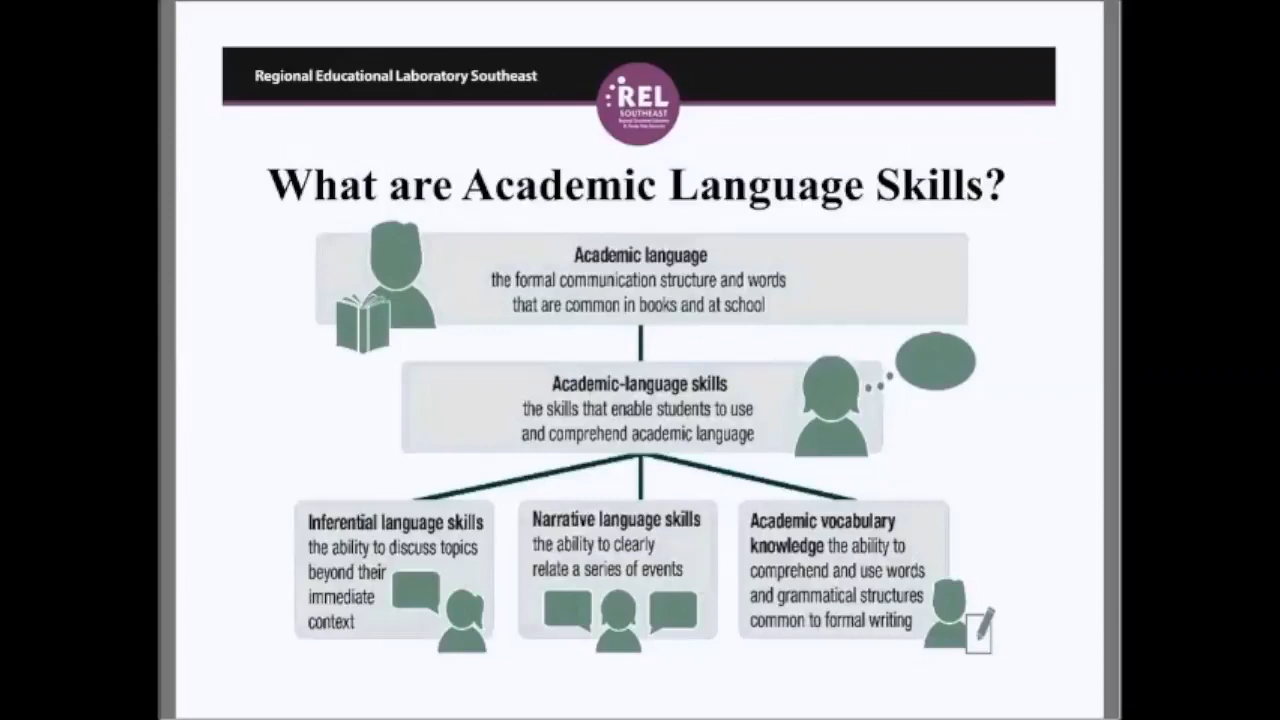 Regional Educational Laboratory Southeast
REL
SOUTHEAST
What are Academic Language Skills?
Academic language
the formal communication structure and words
that are common in books and at school
Academic-language skills
the skills that enable students to use
and comprehend academic language
Inferential language skills
the ability to discuss topics
beyond their
immediate
context
Narrative language skills
the ability to clearly
relate a series of events
Academic vocabulary
knowledge the ability to
comprehend and use words
and grammatical structures
common to formal writing